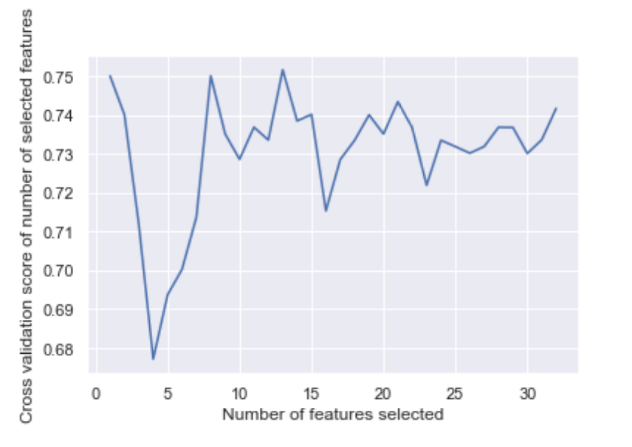 Cross validation score of number of selected features
0.75
0.74
0.73
0.72
0.71
0.70
0.69
0.68
0 5 10 15 20 25 30
Number of features selected